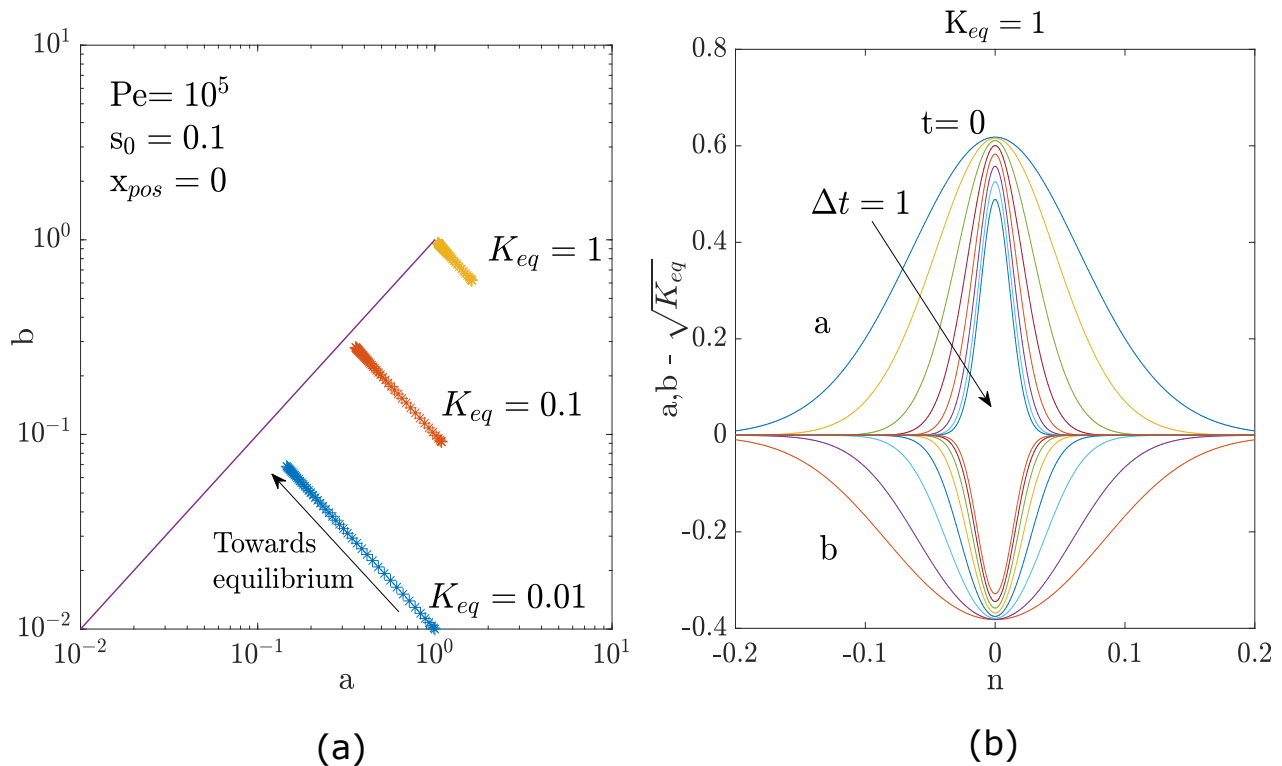 10^1
10^0
10^-1
10^-2
b
10^-2
10^-1
10^0
10^1
a
Pe= 10^5
s_0 = 0.1
x_pos = 0
K_eq = 1
K_eq = 0.1
K_eq = 0.01
Towards
equilibrium
(a)
K_eq = 1
0.8
0.6
0.4
0.2
0
-0.2
-0.4
a,b - √K_eq
t= 0
Δt = 1
a
b
-0.2
-0.1
0
0.1
0.2
n
(b)